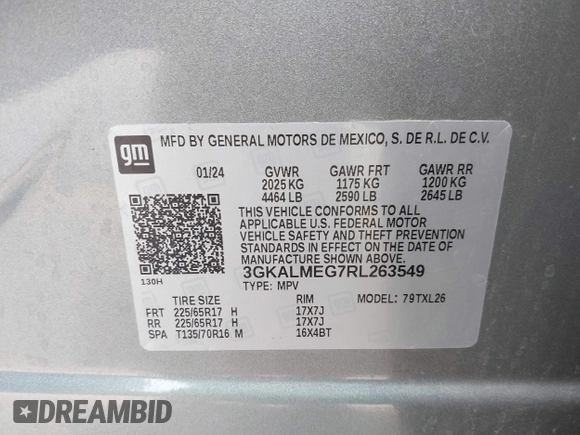 gm
MFD BY GENERAL MOTORS DE MEXICO, S. DE R.L. DE C.V.
01/24 GVWR GAWR FRT GAWR RR
2025 KG 1175 KG 1200 KG
4464 LB 2590 LB 2645 LB
THIS VEHICLE CONFORMS TO ALL
APPLICABLE U.S. FEDERAL MOTOR
VEHICLE SAFETY AND THEFT PREVENTION
STANDARDS IN EFFECT ON THE DATE OF
MANUFACTURE SHOWN ABOVE.
3GKALMEG7RL263549
130H TYPE: MPV
TIRE SIZE RIM MODEL: 79TXL26
FRT 225/65R17 H 17X7J
RR 225/65R17 H 17X7J
SPA T135/70R16 M 16X4BT
DREAMBID